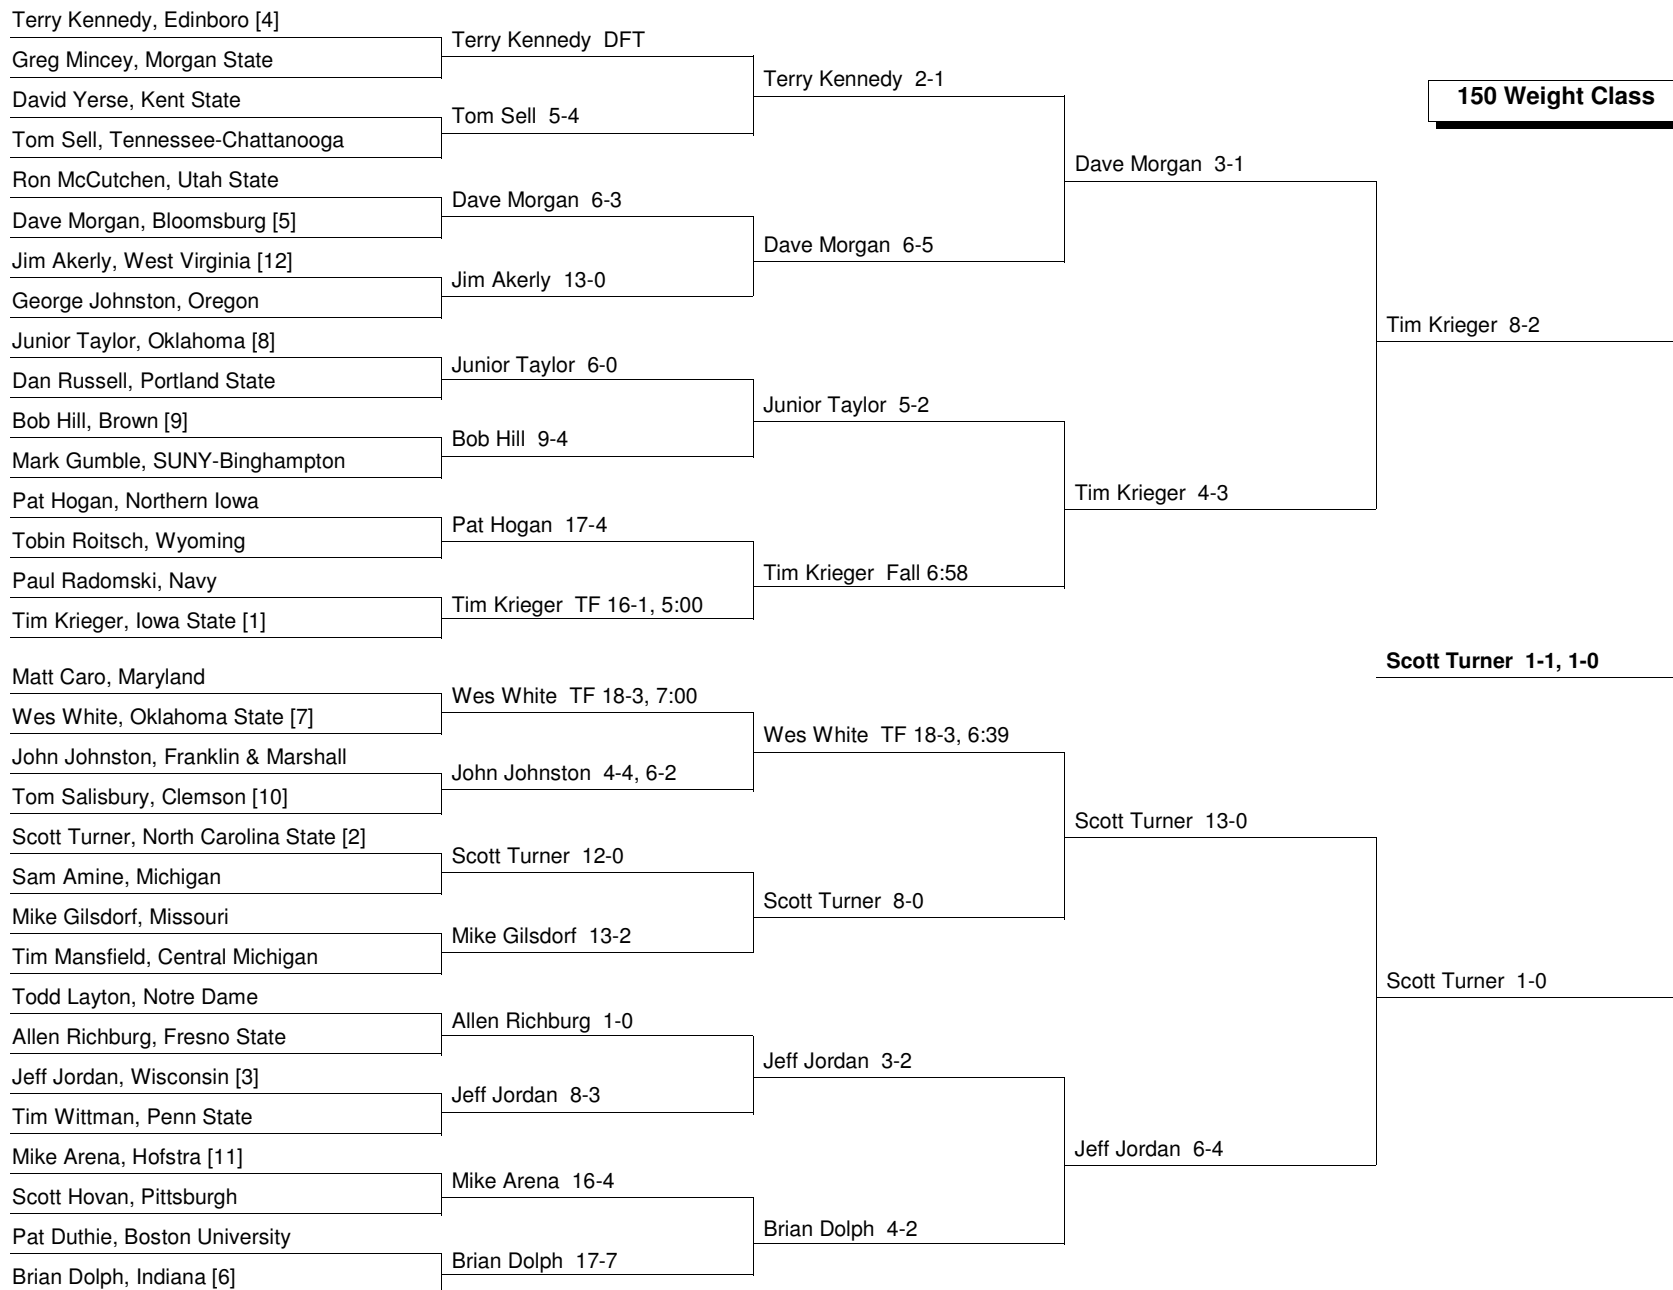 Terry Kennedy, Edinboro [4]
Greg Mincey, Morgan State
David Yerse, Kent State
Tom Sell, Tennessee-Chattanooga
Ron McCutchen, Utah State
Dave Morgan, Bloomsburg [5]
Jim Akerly, West Virginia [12]
George Johnston, Oregon
Junior Taylor, Oklahoma [8]
Dan Russell, Portland State
Bob Hill, Brown [9]
Mark Gumble, SUNY-Binghampton
Pat Hogan, Northern Iowa
Tobin Roitsch, Wyoming
Paul Radomski, Navy
Tim Krieger, Iowa State [1]
Matt Caro, Maryland
Wes White, Oklahoma State [7]
John Johnston, Franklin & Marshall
Tom Salisbury, Clemson [10]
Scott Turner, North Carolina State [2]
Sam Amine, Michigan
Mike Gilsdorf, Missouri
Tim Mansfield, Central Michigan
Todd Layton, Notre Dame
Allen Richburg, Fresno State
Jeff Jordan, Wisconsin [3]
Tim Wittman, Penn State
Mike Arena, Hofstra [11]
Scott Hovan, Pittsburgh
Pat Duthie, Boston University
Brian Dolph, Indiana [6]
Terry Kennedy DFT
Tom Sell 5-4
Dave Morgan 6-3
Jim Akerly 13-0
Junior Taylor 6-0
Bob Hill 9-4
Pat Hogan 17-4
Tim Krieger TF 16-1, 5:00
Wes White TF 18-3, 7:00
John Johnston 4-4, 6-2
Scott Turner 12-0
Mike Gilsdorf 13-2
Allen Richburg 1-0
Jeff Jordan 8-3
Mike Arena 16-4
Brian Dolph 17-7
Terry Kennedy 2-1
Dave Morgan 6-5
Junior Taylor 5-2
Tim Krieger Fall 6:58
Wes White TF 18-3, 6:39
Scott Turner 8-0
Jeff Jordan 3-2
Brian Dolph 4-2
Dave Morgan 3-1
Tim Krieger 4-3
Scott Turner 13-0
Jeff Jordan 6-4
150 Weight Class
Tim Krieger 8-2
Scott Turner 1-1, 1-0
Scott Turner 1-0